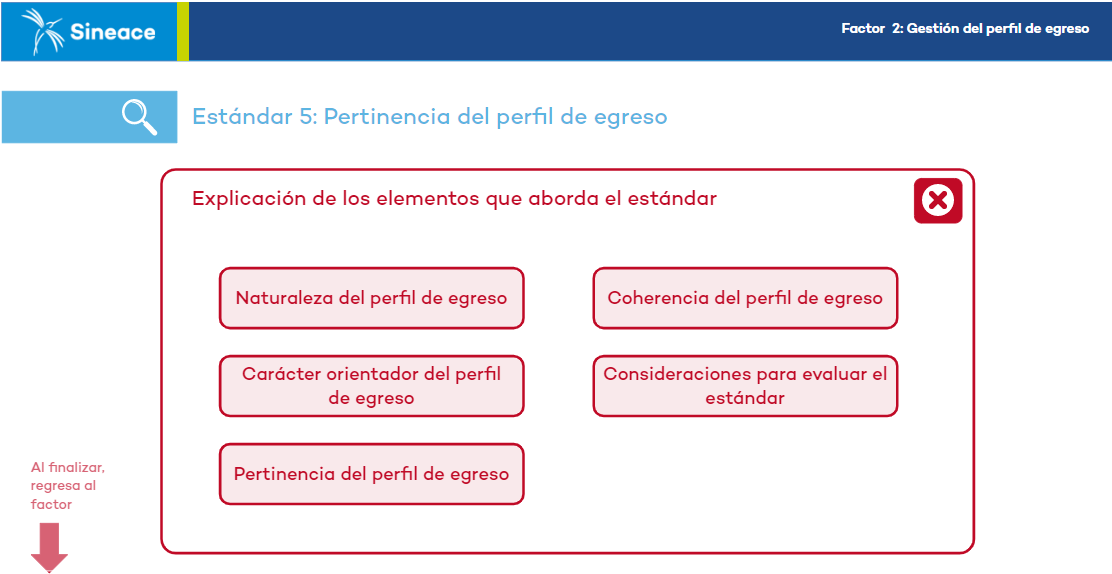 Sineace
Factor 2: Gestión del perfil de egreso
Estándar 5: Pertinencia del perfil de egreso
Explicación de los elementos que aborda el estándar
Naturaleza del perfil de egreso
Coherencia del perfil de egreso
Carácter orientador del perfil
de egreso
Consideraciones para evaluar el
estándar
Pertinencia del perfil de egreso
Al finalizar,
regresa al
factor